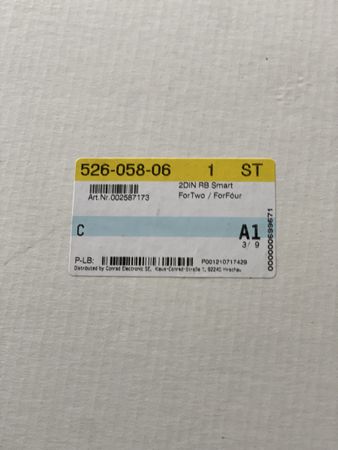 526-058-06 1 ST
2DIN RB Smart
Art.Nr.002587173 ForTwo / ForFour
C A1
3/ 9
000000699671
P-LB: P001210717429
Distributed by Conrad Electronic SE, Klaus-Conrad-Straße 1, 92240 Hirschau